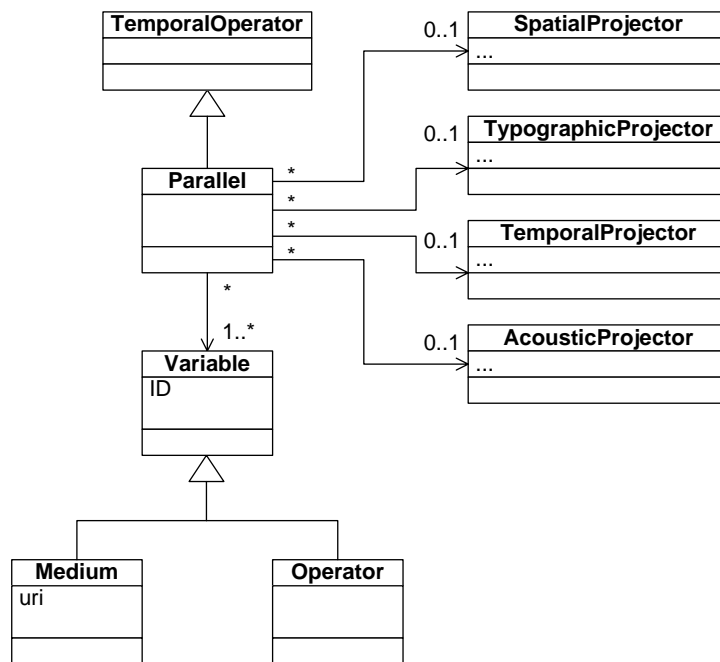 TemporalOperator
0..1
SpatialProjector
...
0..1
TypographicProjector
...
Parallel
*
*
*
*
0..1
TemporalProjector
...
*
1..*
0..1
AcousticProjector
...
Variable
ID
Medium
uri
Operator